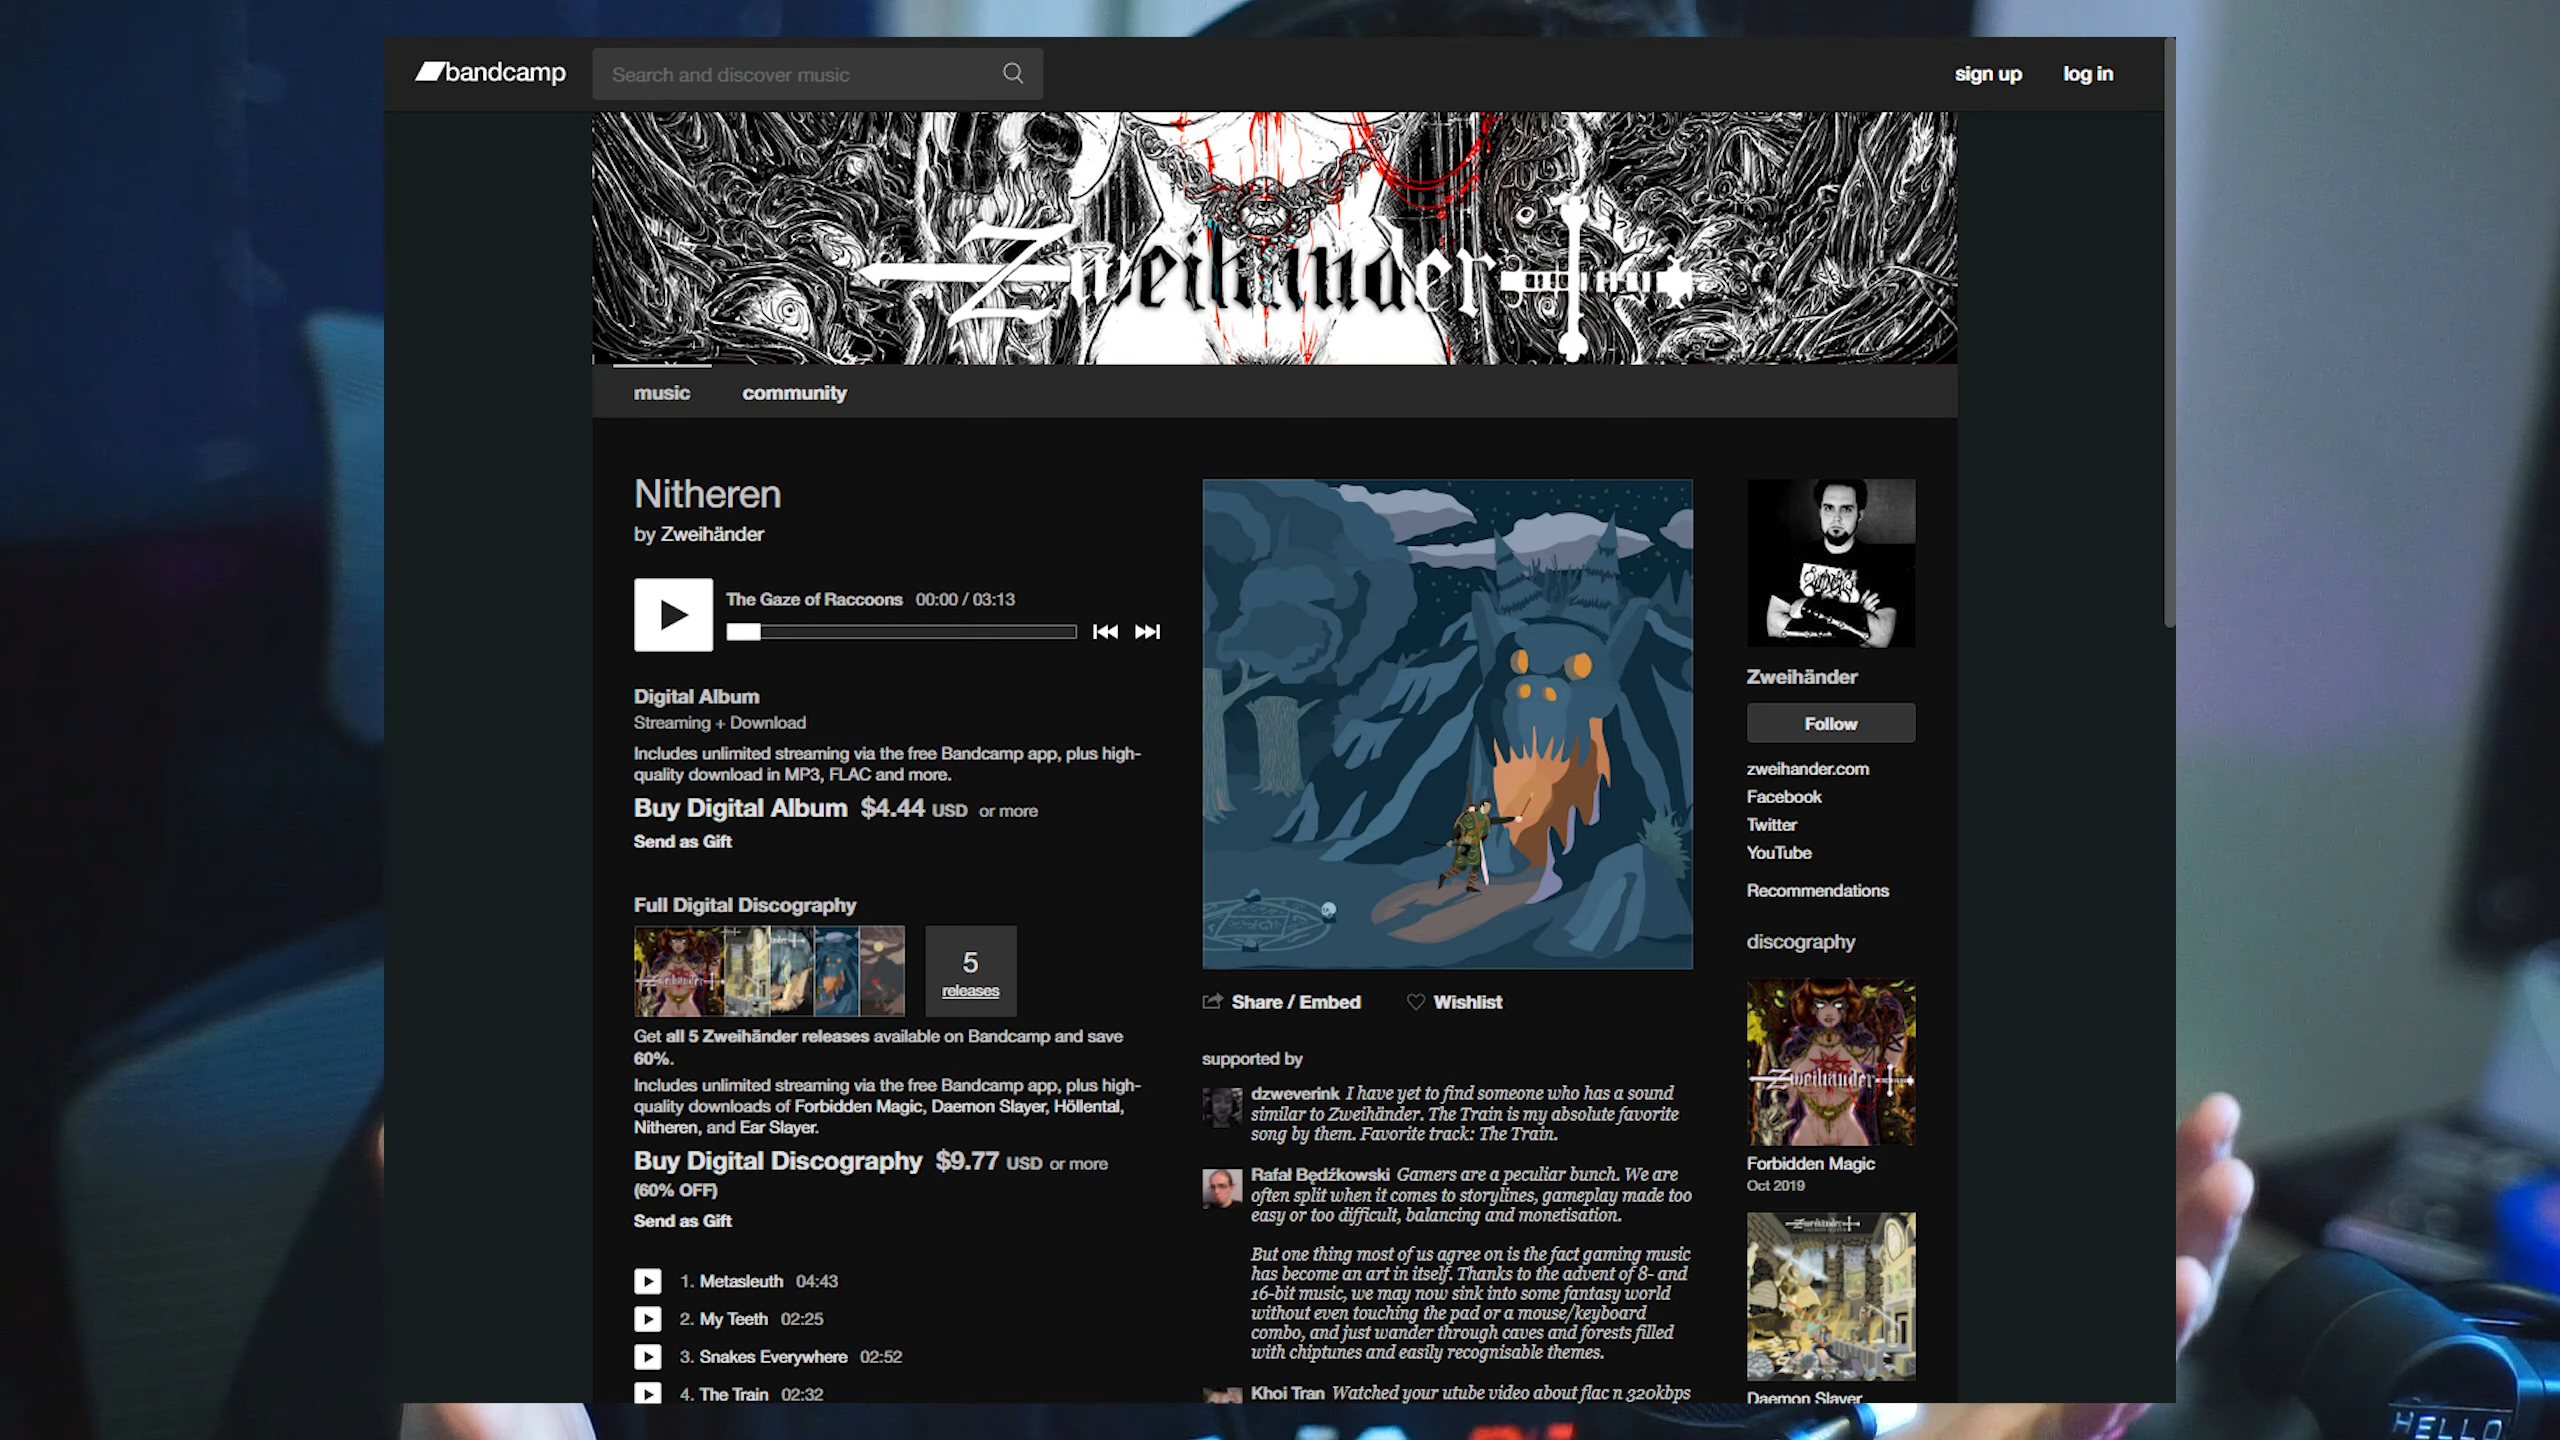 bandcamp
Search and discover music
sign up
log in
Zweihänder
music
community
Nitheren
by Zweihänder
The Gaze of Raccoons 00:00 / 03:13
Digital Album
Streaming + Download
Includes unlimited streaming via the free Bandcamp app, plus high-
quality download in MP3, FLAC and more.
Buy Digital Album $4.44 USD or more
Send as Gift
Full Digital Discography
5
releases
Get all 5 Zweihänder releases available on Bandcamp and save
60%.
Includes unlimited streaming via the free Bandcamp app, plus high-
quality downloads of Forbidden Magic, Daemon Slayer, Höllental,
Nitheren, and Ear Slayer.
Buy Digital Discography $9.77 USD or more
(60% OFF)
Send as Gift
1. Metasleuth 04:43
2. My Teeth 02:25
3. Snakes Everywhere 02:52
4. The Train 02:32
Share / Embed
Wishlist
supported by
dzweverink I have yet to find someone who has a sound
similar to Zweihänder. The Train is my absolute favorite
song by them. Favorite track: The Train.
Rafał Będźkowski Gamers are a peculiar bunch. We are
often split when it comes to storylines, gameplay made too
easy or too difficult, balancing and monetisation.
But one thing most of us agree on is the fact gaming music
has become an art in itself. Thanks to the advent of 8- and
16-bit music, we may now sink into some fantasy world
without even touching the pad or a mouse/keyboard
combo, and just wander through caves and forests filled
with chiptunes and easily recognisable themes.
Khoi Tran Watched your utube video about flac n 320kbps
Zweihänder
Follow
zweihander.com
Facebook
Twitter
YouTube
Recommendations
discography
Zweihänder
Forbidden Magic
Oct 2019
Zweihänder
Daemon Slayer
HELLO